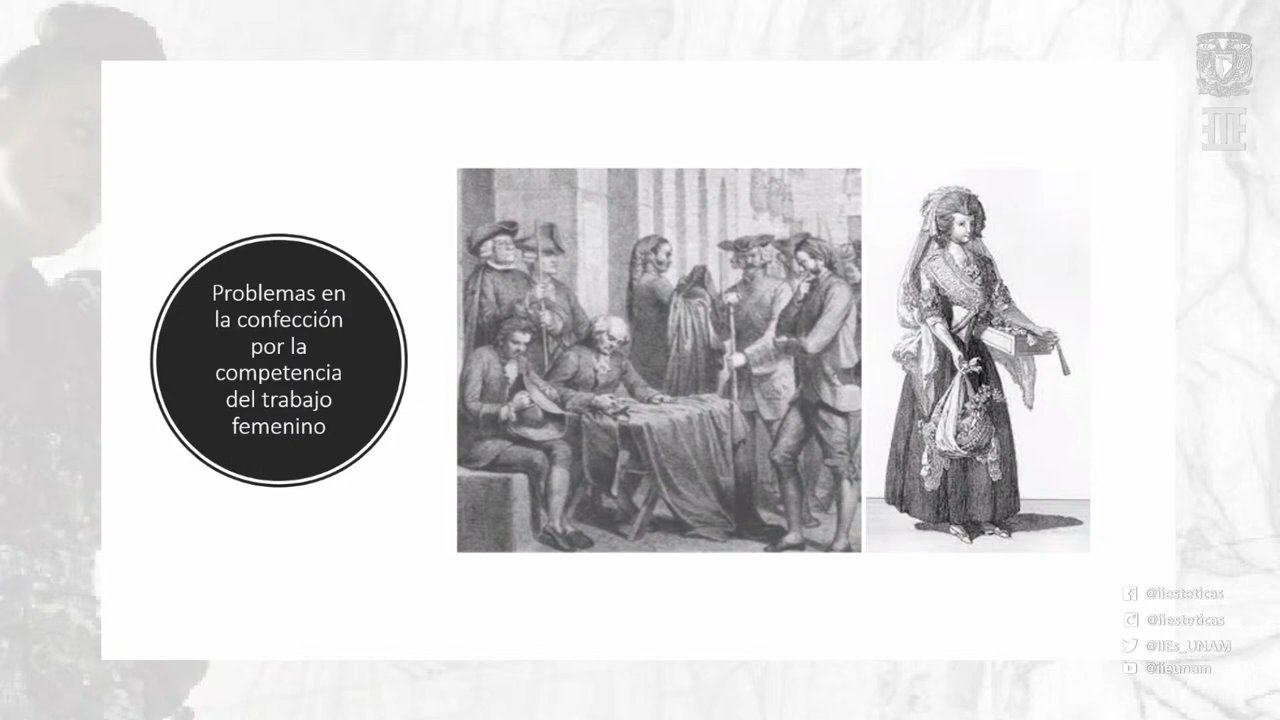 Problemas en
la confección
por la
competencia
del trabajo
femenino
@iiesteticas
@iiesteticas
@IIEs_UNAM
@iieunam